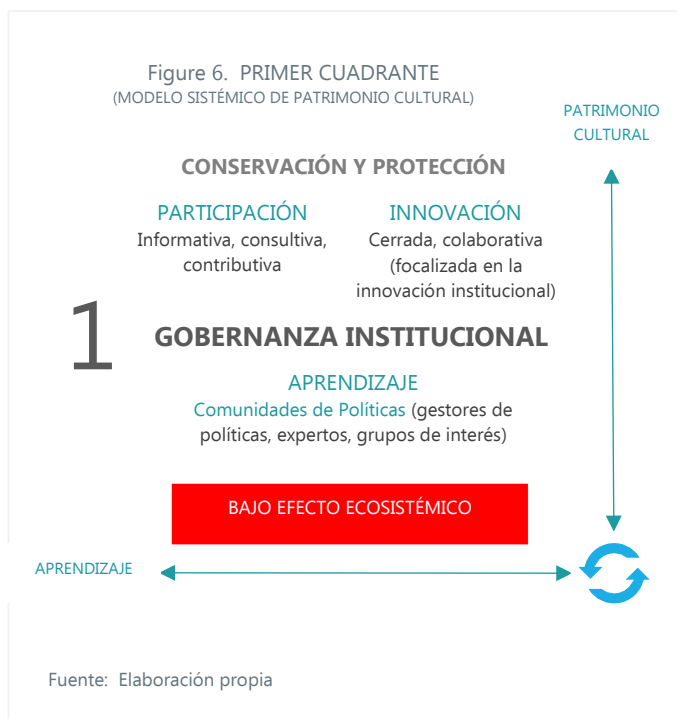 Figure 6. PRIMER CUADRANTE
(MODELO SISTÉMICO DE PATRIMONIO CULTURAL)
PATRIMONIO
CULTURAL
CONSERVACIÓN Y PROTECCIÓN
PARTICIPACIÓN
Informativa, consultiva,
contributiva
INNOVACIÓN
Cerrada, colaborativa
(focalizada en la
innovación institucional)
1
GOBERNANZA INSTITUCIONAL
APRENDIZAJE
Comunidades de Políticas (gestores de
políticas, expertos, grupos de interés)
BAJO EFECTO ECOSISTÉMICO
APRENDIZAJE
Fuente: Elaboración propia